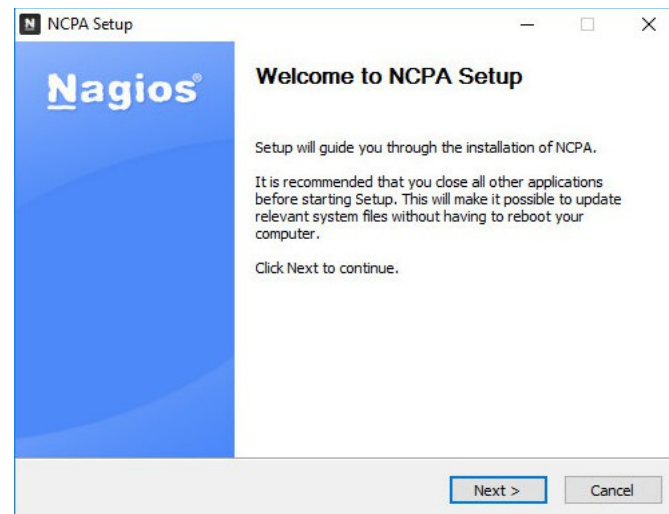 NCPA Setup
Nagios®
Welcome to NCPA Setup
Setup will guide you through the installation of NCPA.
It is recommended that you close all other applications
before starting Setup. This will make it possible to update
relevant system files without having to reboot your
computer.
Click Next to continue.
Next >
Cancel